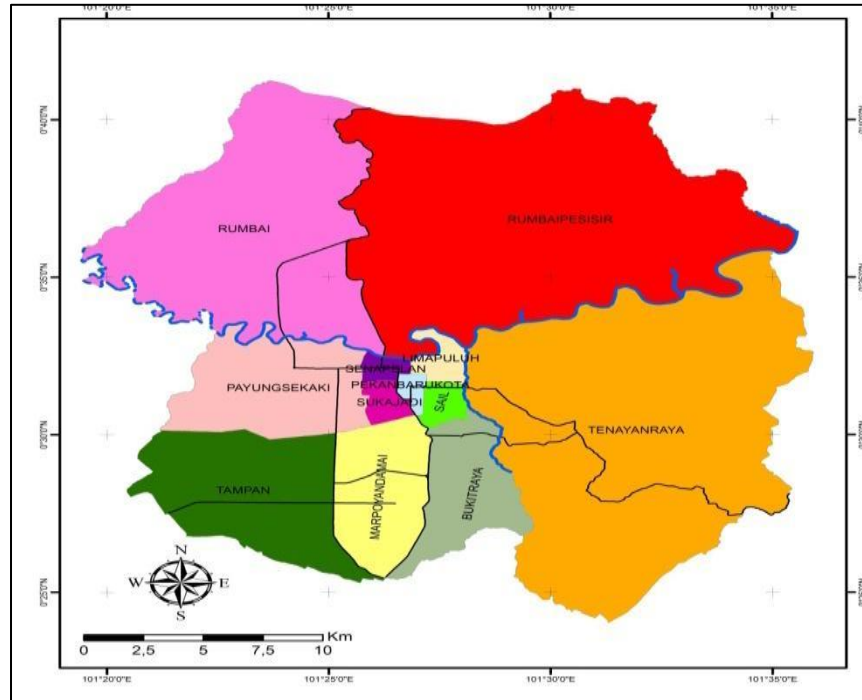 101°20'0"E 101°25'0"E 101°30'0"E 101°35'0"E
0°40'0"N
0°35'0"N
0°30'0"N
0°25'0"N
RUMBAI
RUMBAIPESISIR
LIMAPULUH
SENAPELAN
PAYUNGSEKAKI
PEKANBARUKOTA
SUKAJADI
SAIL
TENAYANRAYA
TAMPAN
MARPOYANDAMAI
BUKITRAYA
N
W E
S
Km
0 2,5 5 7,5 10
101°20'0"E 101°25'0"E 101°30'0"E 101°35'0"E